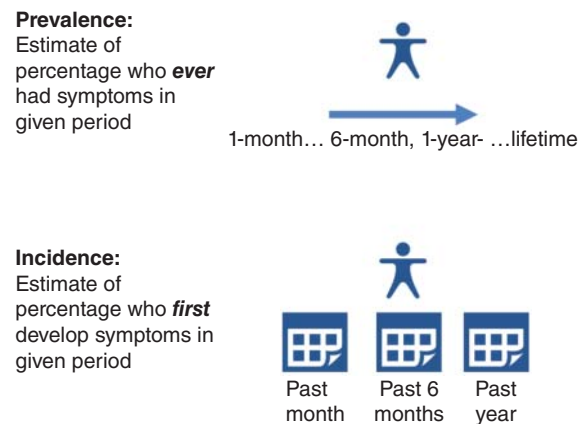 Prevalence:
Estimate of
percentage who ever
had symptoms in
given period
1-month… 6-month, 1-year- …lifetime
Incidence:
Estimate of
percentage who first
develop symptoms in
given period
Past
month
Past 6
months
Past
year